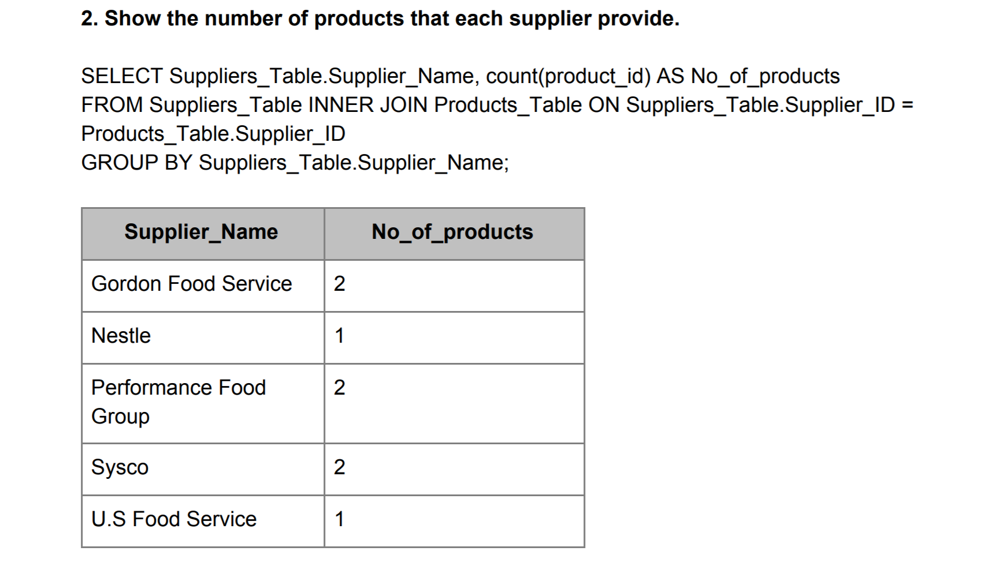 2. Show the number of products that each supplier provide.
SELECT Suppliers_Table.Supplier_Name, count(product_id) AS No_of_products
FROM Suppliers_Table INNER JOIN Products_Table ON Suppliers_Table.Supplier_ID =
Products_Table.Supplier_ID
GROUP BY Suppliers_Table.Supplier_Name;
Supplier_Name No_of_products
Gordon Food Service 2
Nestle 1
Performance Food 2
Group
Sysco 2
U.S Food Service 1